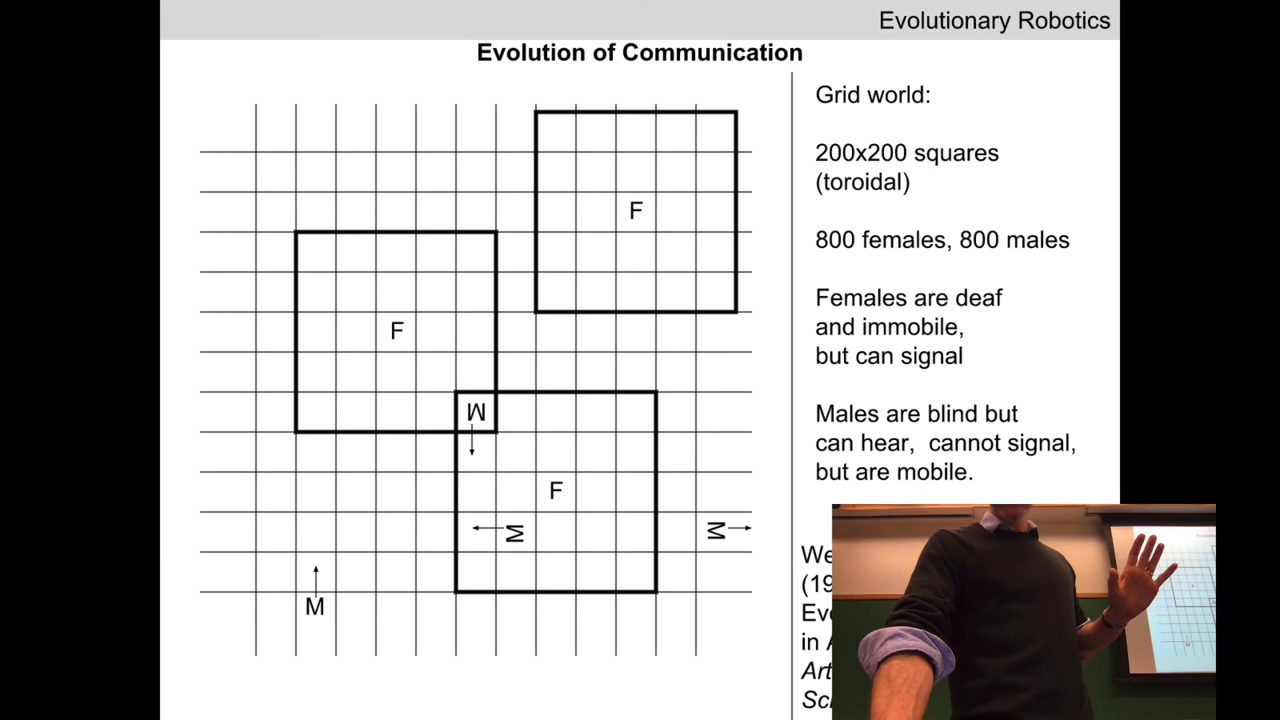 Evolutionary Robotics
Evolution of Communication
F
F
M
F
M
M
M
Grid world:
200x200 squares
(toroidal)
800 females, 800 males
Females are deaf
and immobile,
but can signal
Males are blind but
can hear, cannot signal,
but are mobile.
in